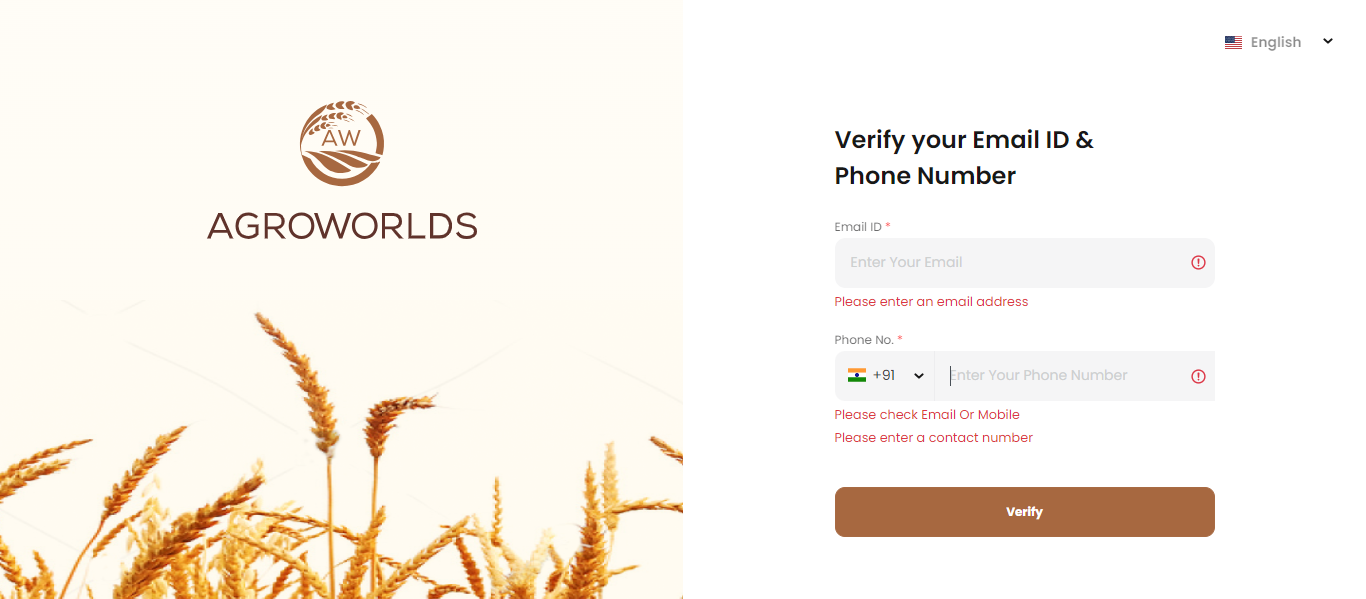 English
AW
AGROWORLDS
Verify your Email ID &
Phone Number
Email ID *
Enter Your Email
Please enter an email address
Phone No. *
+91 Enter Your Phone Number
Please check Email Or Mobile
Please enter a contact number
Verify